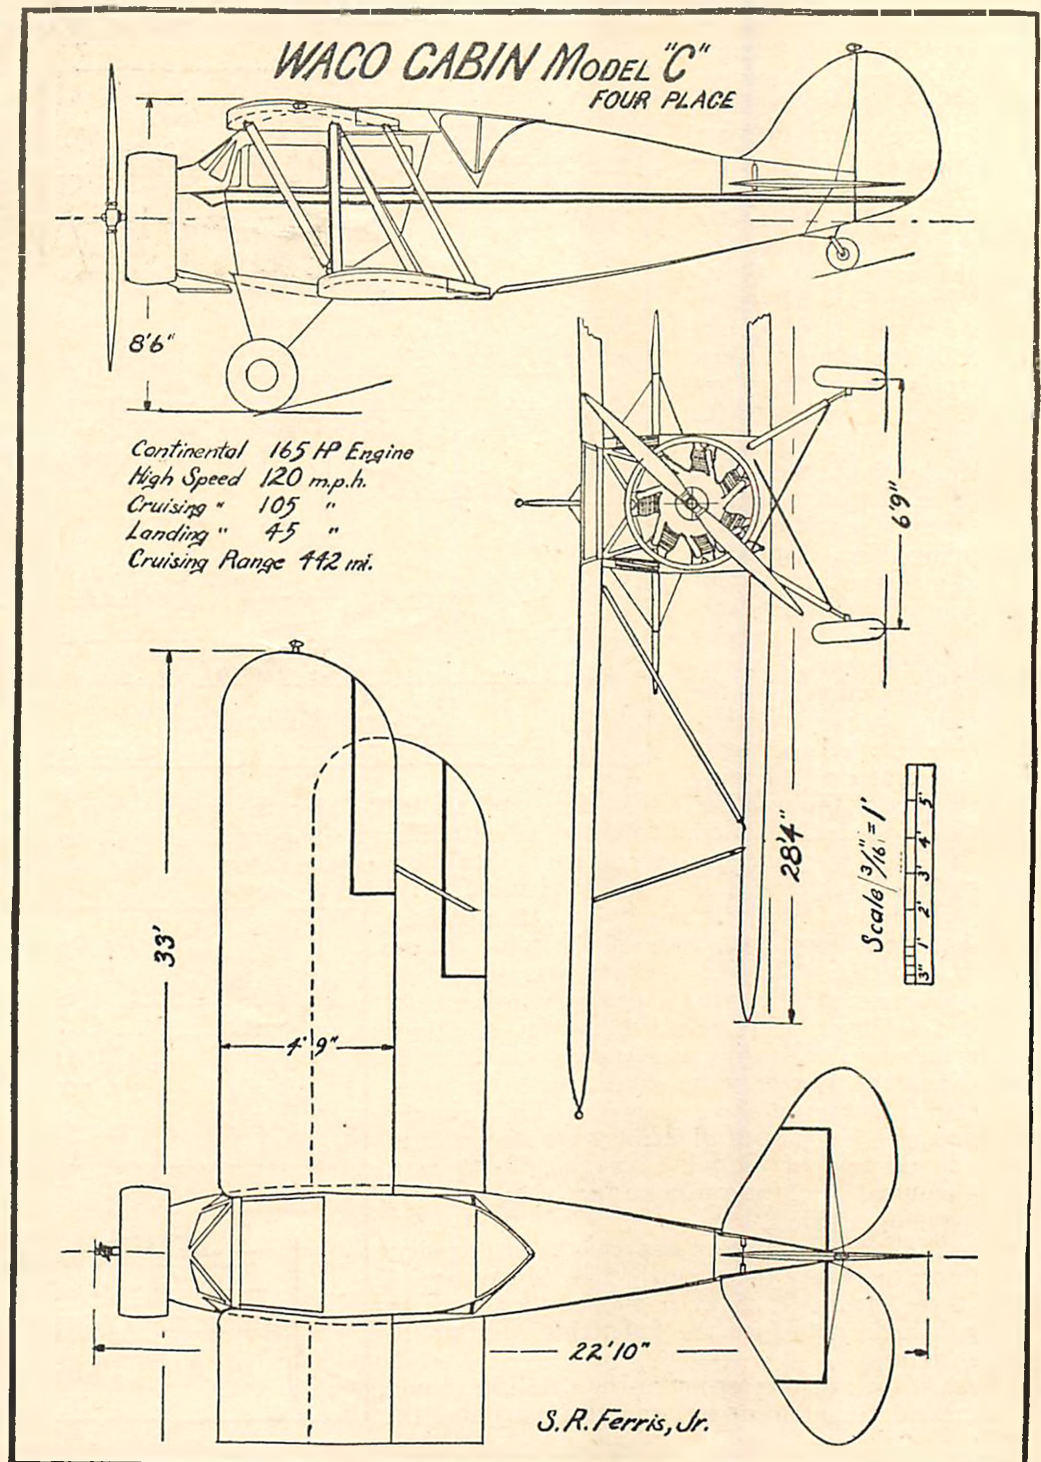 WACO CABIN MODEL "C"
FOUR PLACE
8'6"
Continental 165 HP Engine
High Speed 120 m.p.h.
Cruising " 105 "
Landing " 45 "
Cruising Range 442 mi.
6'9"
28'4"
Scale 3/16" = 1'
3" 1' 2' 3' 4' 5'
33'
4' 9"
22'10"
S.R. Ferris, Jr.